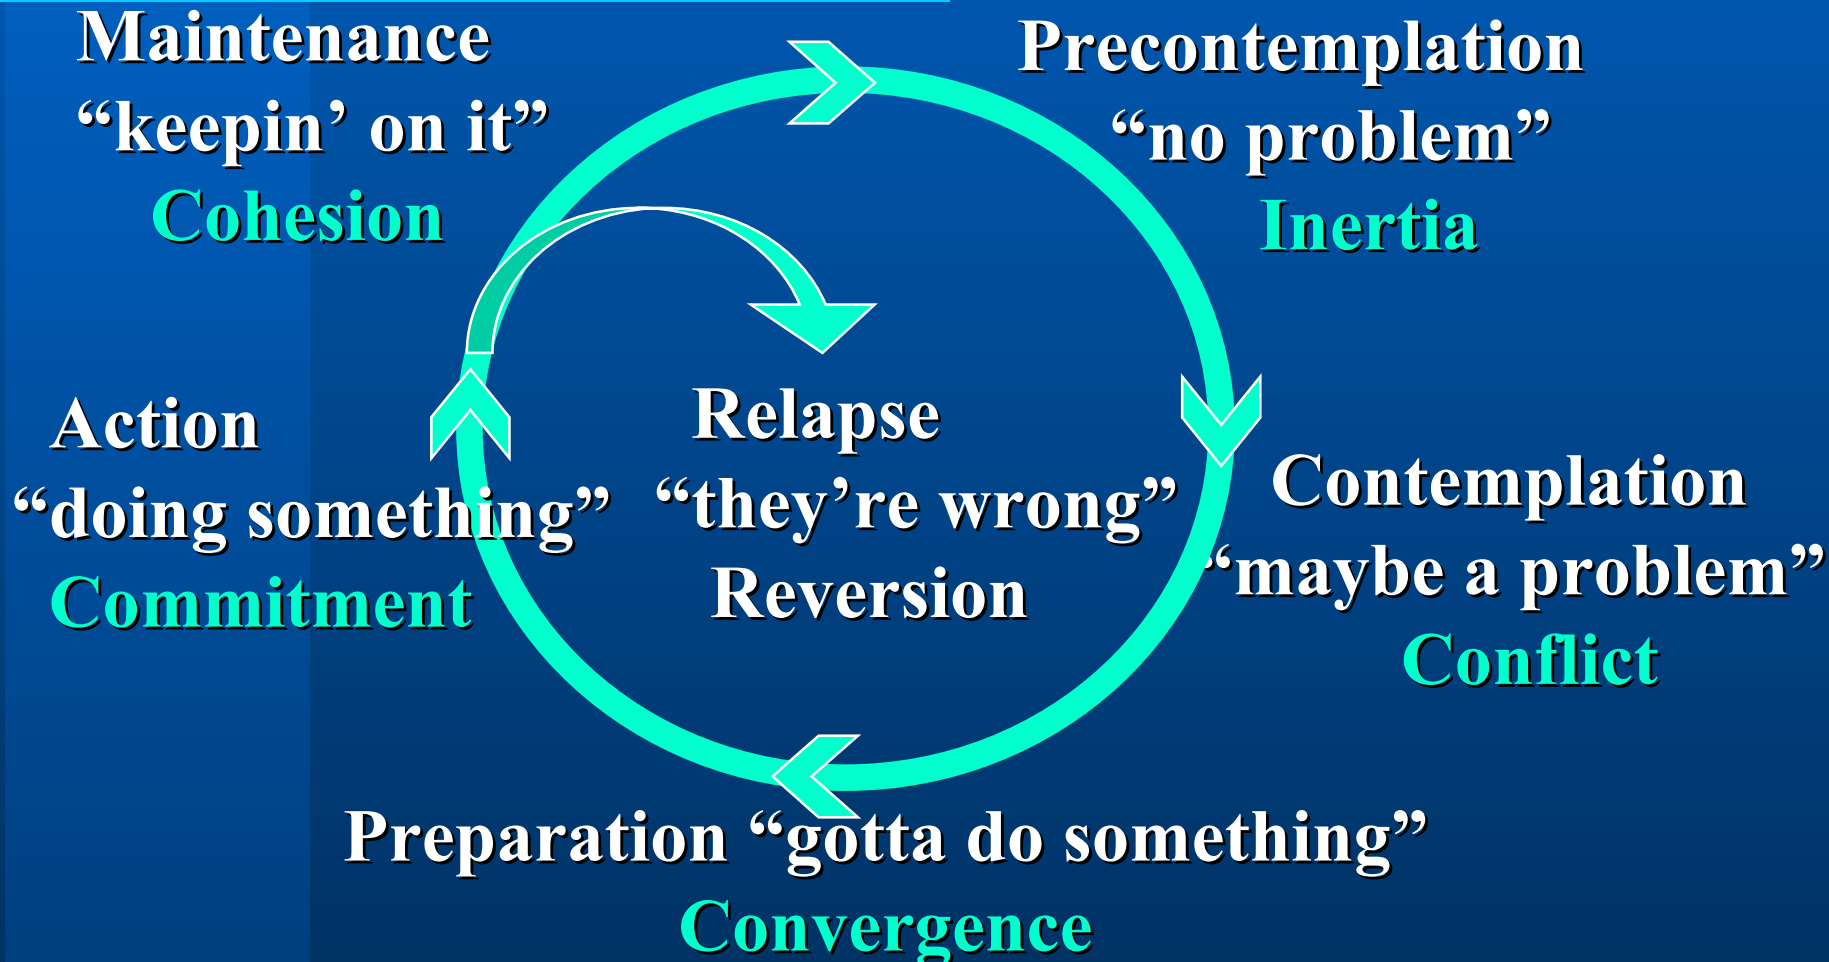 Maintenance
“keepin’ on it”
Cohesion
Precontemplation
“no problem”
Inertia
Action
“doing something”
Commitment
Relapse
“they’re wrong”
Reversion
Contemplation
“maybe a problem”
Conflict
Preparation “gotta do something”
Convergence